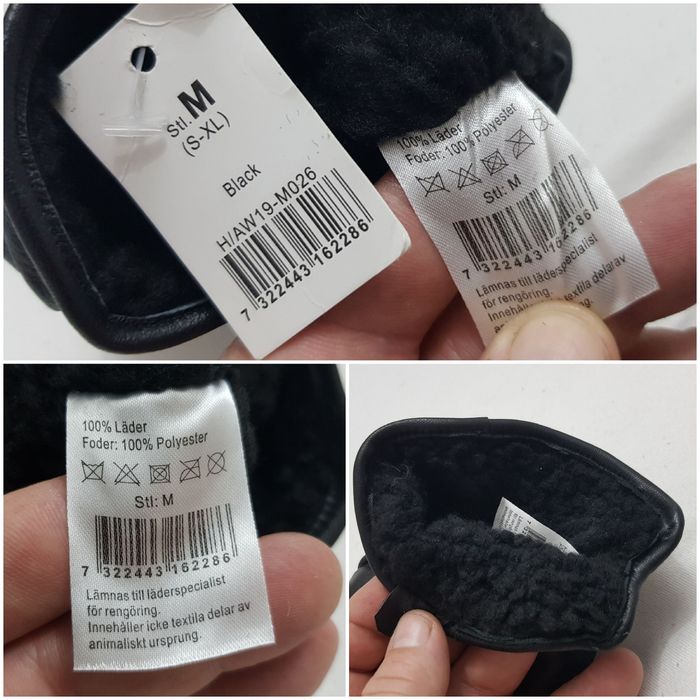 Stl. M
(S-XL)
Black
H/AW19-M026
7 322443 162286
100% Läder
Foder: 100% Polyester
Stl: M
7 322443 162286
Lämnas till läderspecialist
för rengöring.
Innehåller icke textila delar av
100% Läder
Foder: 100% Polyester
Stl: M
7 322443 162286
Lämnas till läderspecialist
för rengöring.
Innehåller icke textila delar av
animaliskt ursprung.